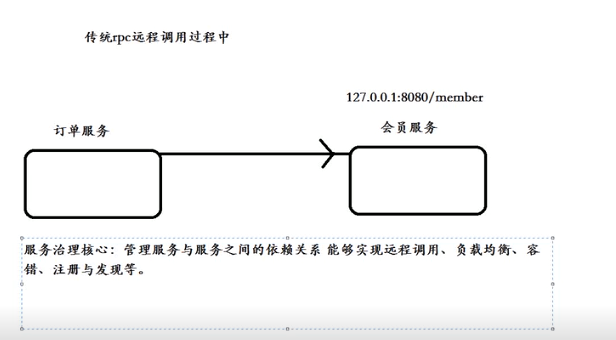 传统rpc远程调用过程中
127.0.0.1:8080/member
订单服务
会员服务
服务治理核心：管理服务与服务之间的依赖关系 能够实现远程调用、负载均衡、容
错、注册与发现等。